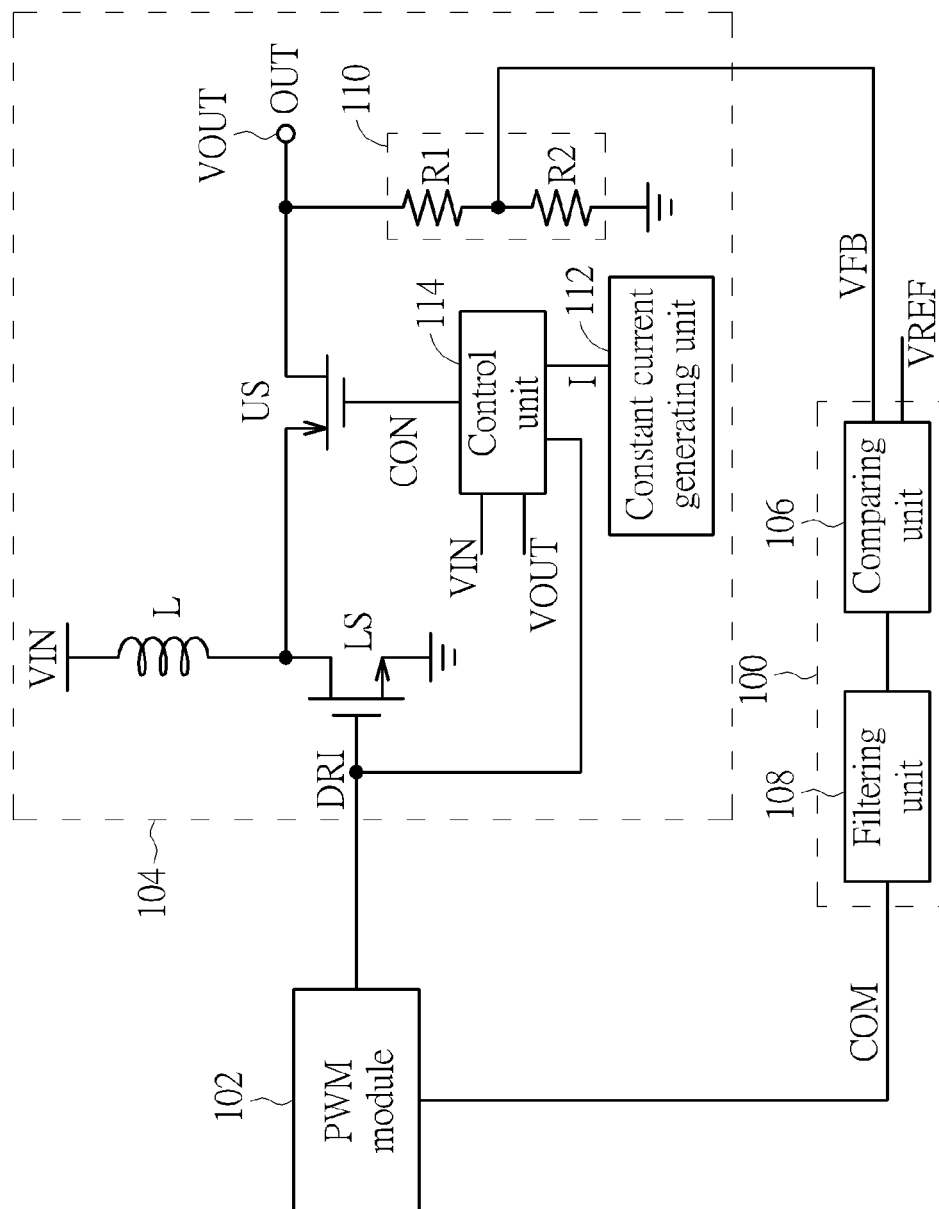 VIN
L
VOUT
OUT
US
110
R1
R2
LS
DRI
CON
114
VIN
VOUT
Control
unit
I
112
Constant current
generating unit
104
102
PWM
module
100
108
Filtering
unit
106
Comparing
unit
VFB
VREF
COM